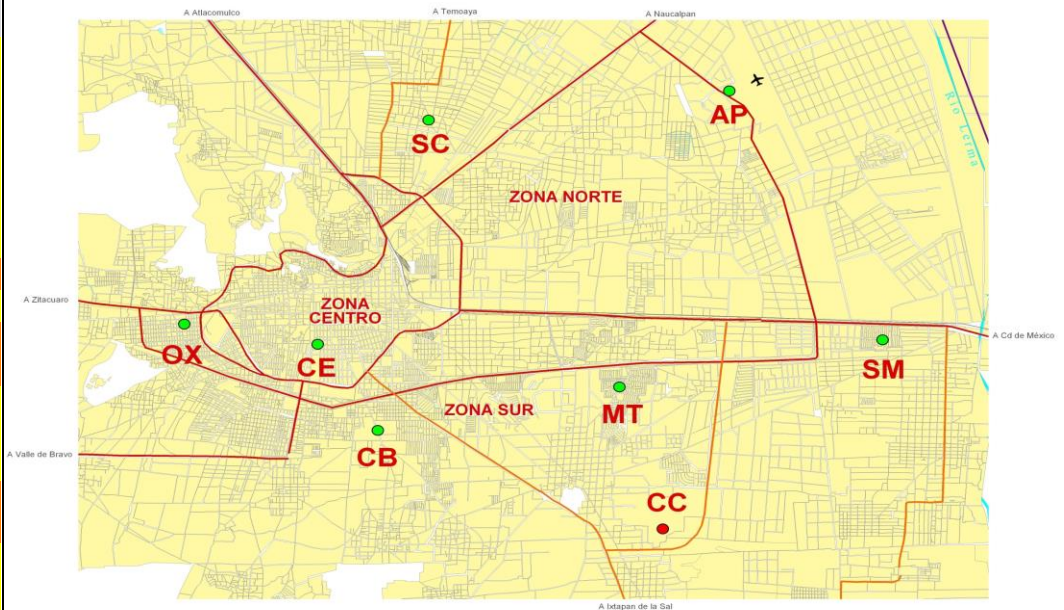 A Atlacomulco
A Temoaya
A Naucalpan
AP
SC
Río Lerma
ZONA NORTE
A Zitacuaro
ZONA
CENTRO
OX
CE
A Cd de México
SM
MT
ZONA SUR
CB
A Valle de Bravo
CC
A Ixtapan de la Sal